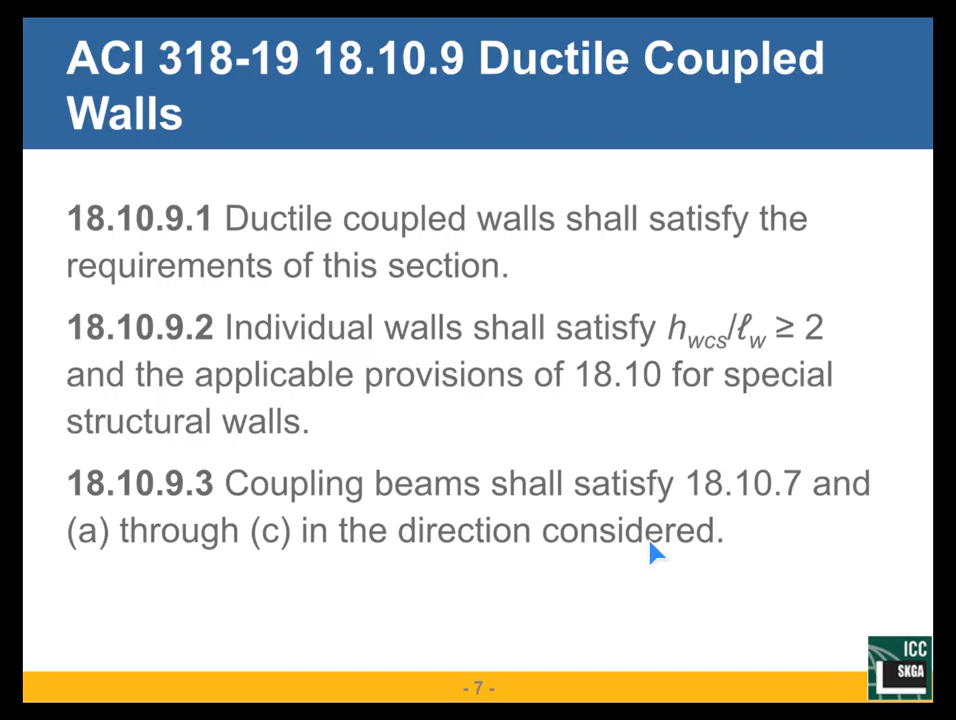 ACI 318-19 18.10.9 Ductile Coupled
Walls
18.10.9.1 Ductile coupled walls shall satisfy the
requirements of this section.
18.10.9.2 Individual walls shall satisfy hwcs/ℓw ≥ 2
and the applicable provisions of 18.10 for special
structural walls.
18.10.9.3 Coupling beams shall satisfy 18.10.7 and
(a) through (c) in the direction considered.
- 7 -
ICC
SKGA